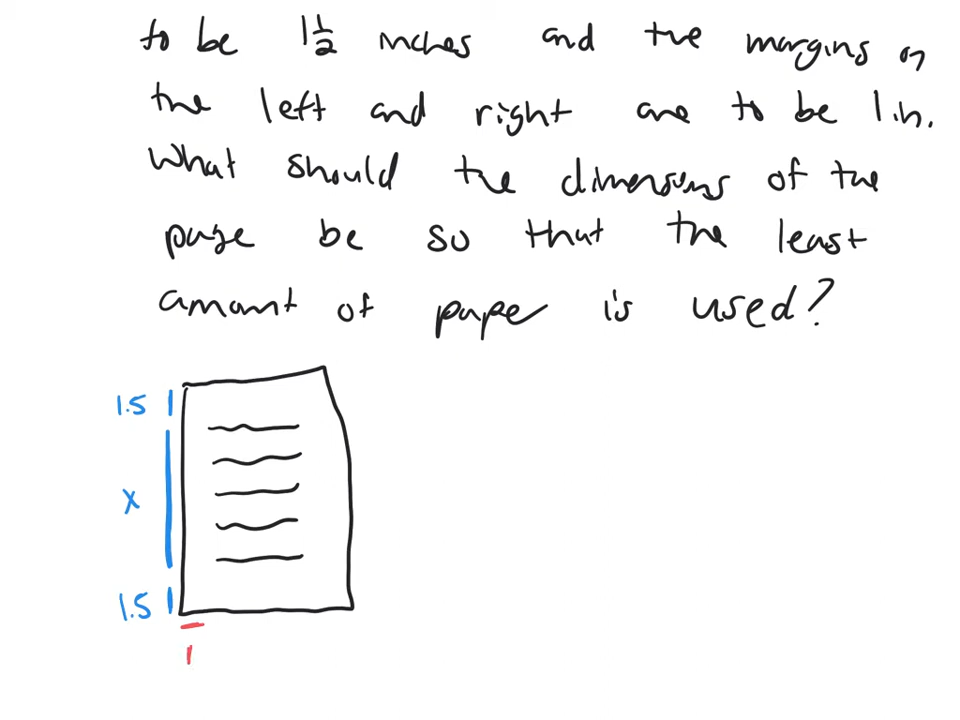 to be 1 1/2 inches and the margins on
the left and right are to be 1 in.
What should the dimensions of the
page be so that the least
amount of paper is used?
1.5
x
1.5
1